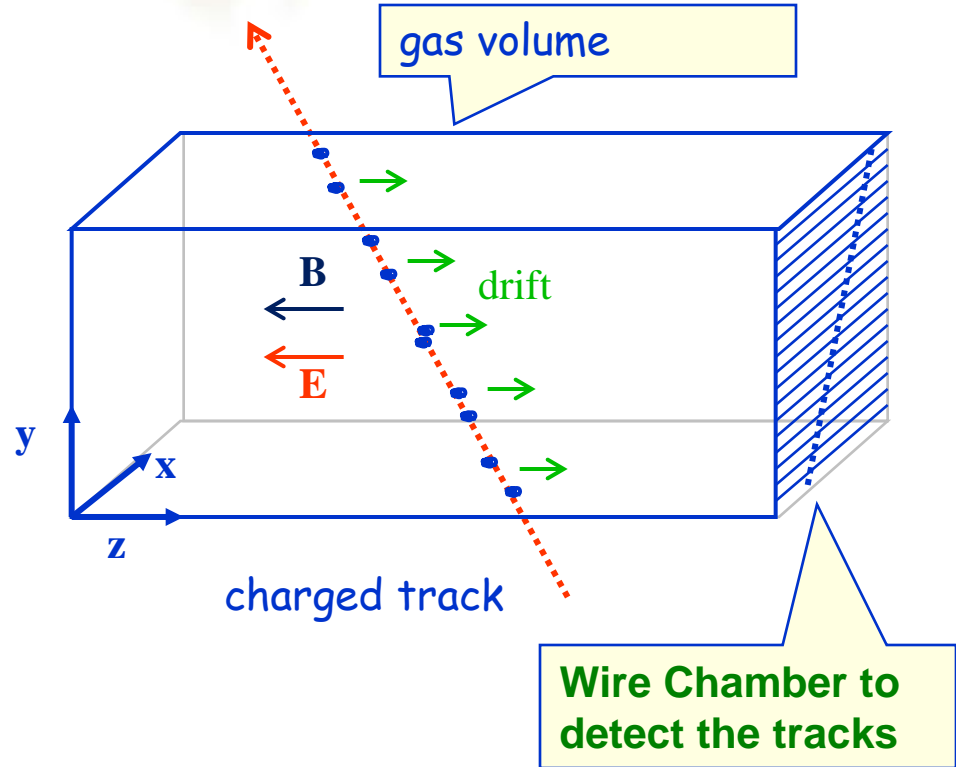 gas volume
B
drift
E
y
x
z
charged track
Wire Chamber to
detect the tracks